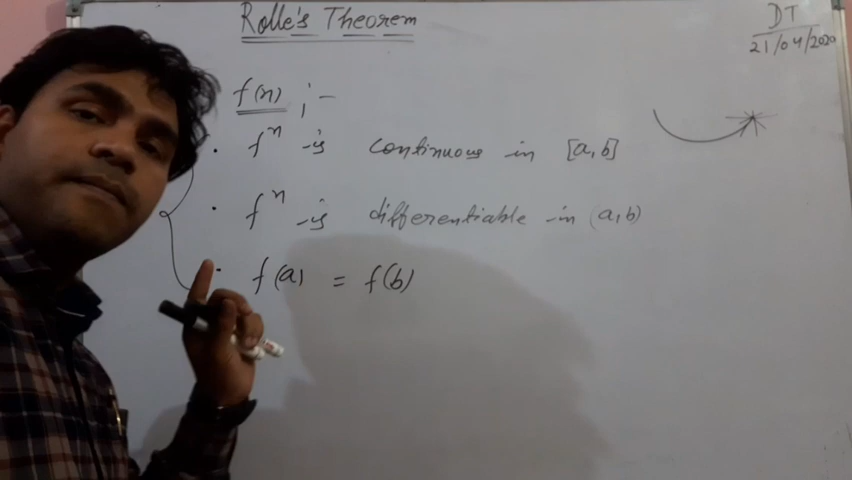 Rolle's Theorem
DT
21/04/2020
f(n) ; -
• fⁿ is continuous in [a,b]
• fⁿ is differentiable in (a,b)
• f(a) = f(b)